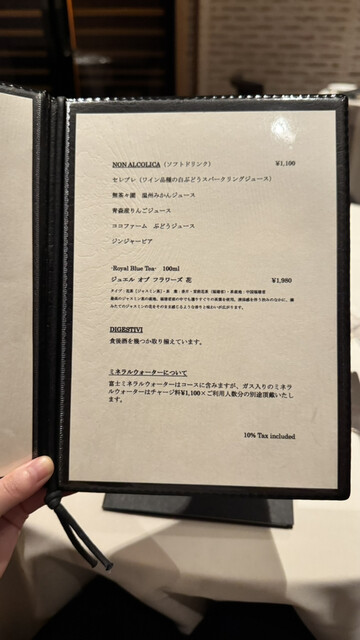 NON ALCOLICA（ソフトドリンク） ¥1,100
セレブレ（ワイン品種の白ぶどうスパークリングジュース）
無茶々園　温州みかんジュース
青森産りんごジュース
ココファーム　ぶどうジュース
ジンジャービア
-Royal Blue Tea-　100ml
ジュエル オブ フラワーズ 花 ¥1,980
DIGESTIVI
食後酒を幾つか取り揃えています。
ミネラルウォーターについて
富士ミネラルウォーターはコースに含みますが、ガス入りのミネラ
ルウォーターはチャージ料¥1,100×ご利用人数分の別途頂戴いたし
ます。
10% Tax included